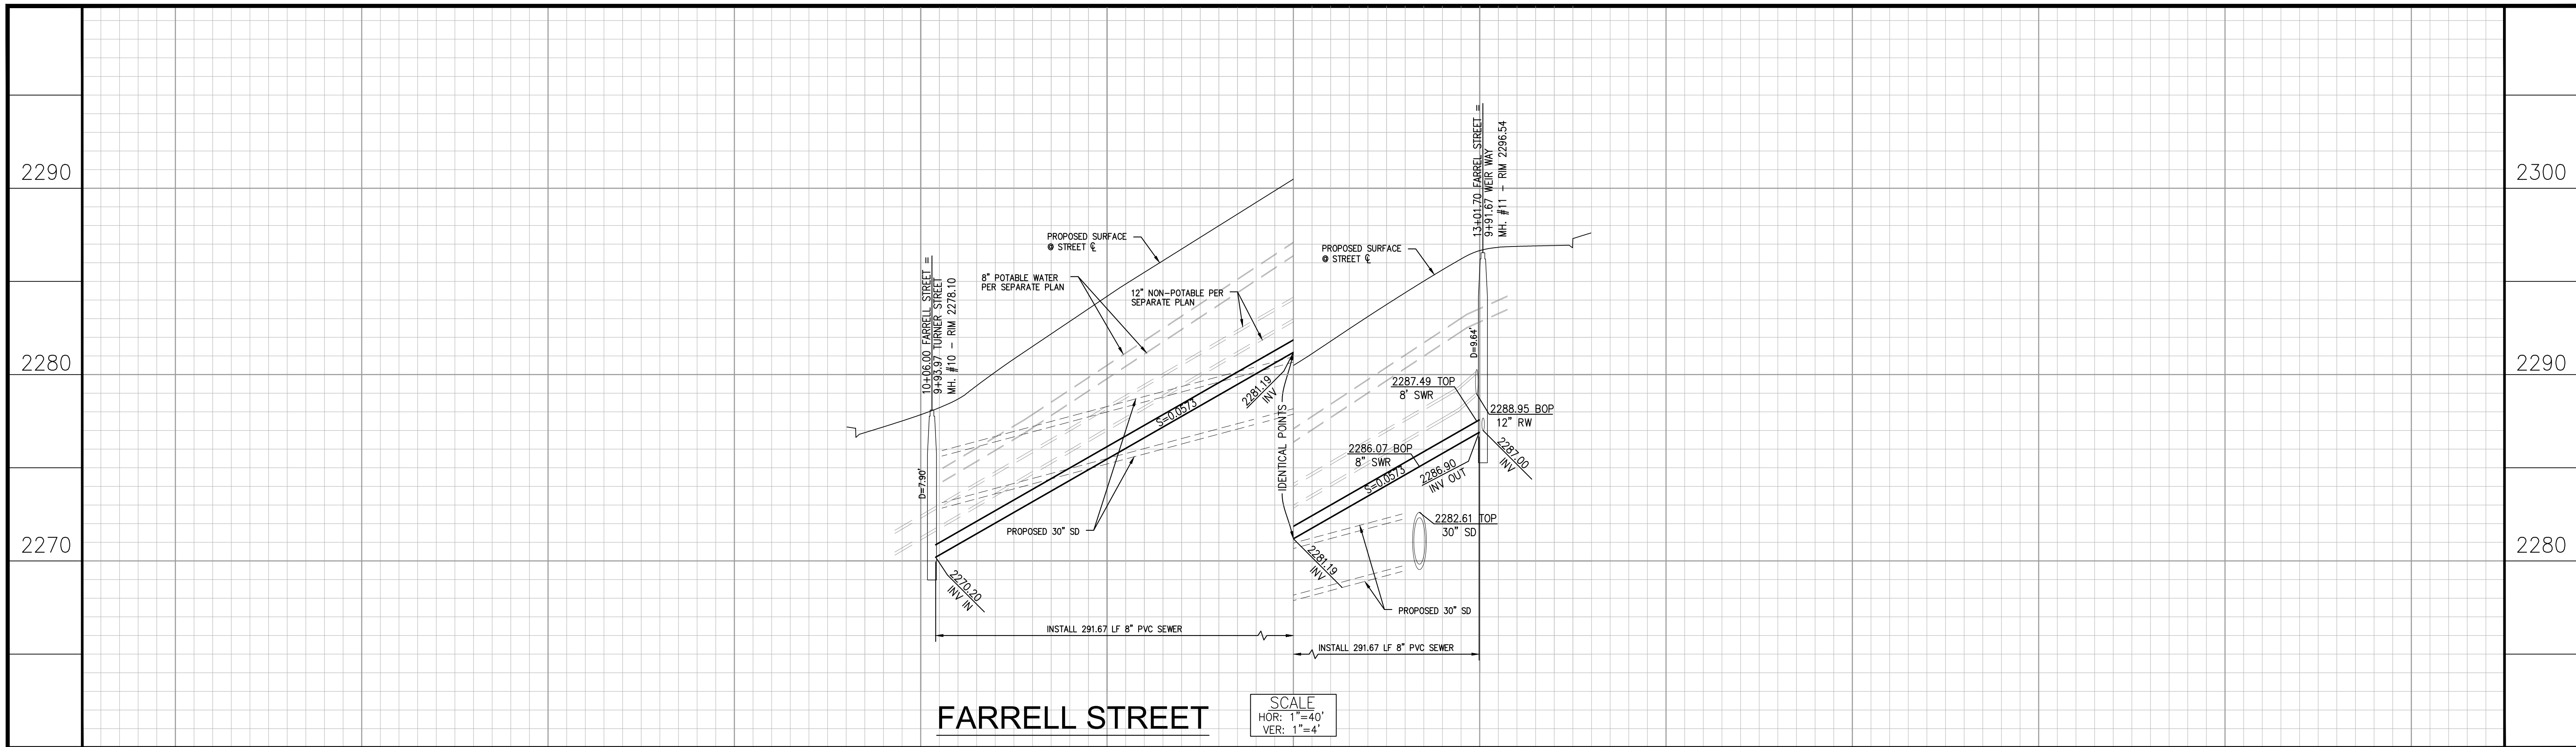 2290
2280
2270
2300
2290
2280
10+06.00 FARRELL STREET =
9+93.97 TURNER STREET
MH. #10 - RIM 2278.10
D=7.90'
PROPOSED SURFACE
@ STREET ℄
8" POTABLE WATER
PER SEPARATE PLAN
12" NON-POTABLE PER
SEPARATE PLAN
S=0.0573
2281.19
INV
PROPOSED 30" SD
2270.20
INV IN
INSTALL 291.67 LF 8" PVC SEWER
IDENTICAL POINTS
PROPOSED SURFACE
@ STREET ℄
13+01.70 FARREL STREET =
9+91.67 WEIR WAY
MH. #11 - RIM 2296.54
D=9.64'
2287.49 TOP
8' SWR
2288.95 BOP
12" RW
2286.07 BOP
8" SWR
S=0.0573
2286.90
INV OUT
2287.00
INV
2282.61 TOP
30" SD
2281.19
INV
PROPOSED 30" SD
INSTALL 291.67 LF 8" PVC SEWER
FARRELL STREET
SCALE
HOR: 1"=40'
VER: 1"=4'